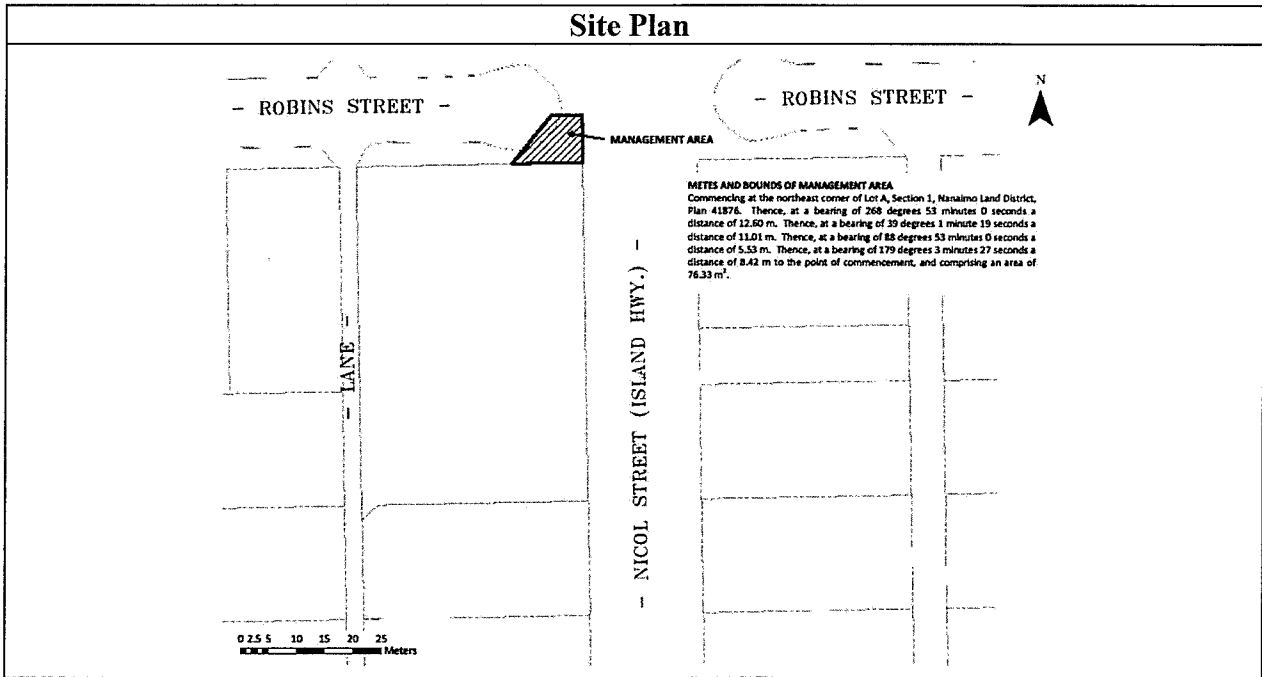 Site Plan
- ROBINS STREET -
- ROBINS STREET -
N
MANAGEMENT AREA
METES AND BOUNDS OF MANAGEMENT AREA
Commencing at the northeast corner of Lot A, Section 1, Nanaimo Land District,
Plan 41876. Thence, at a bearing of 268 degrees 53 minutes 0 seconds a
distance of 12.60 m. Thence, at a bearing of 39 degrees 1 minute 19 seconds a
distance of 11.01 m. Thence, at a bearing of 88 degrees 53 minutes 0 seconds a
distance of 5.53 m. Thence, at a bearing of 179 degrees 3 minutes 27 seconds a
distance of 8.42 m to the point of commencement, and comprising an area of
76.33 m².
- LANE -
- NICOL STREET (ISLAND HWY.) -
0 2.5 5 10 15 20 25
Meters